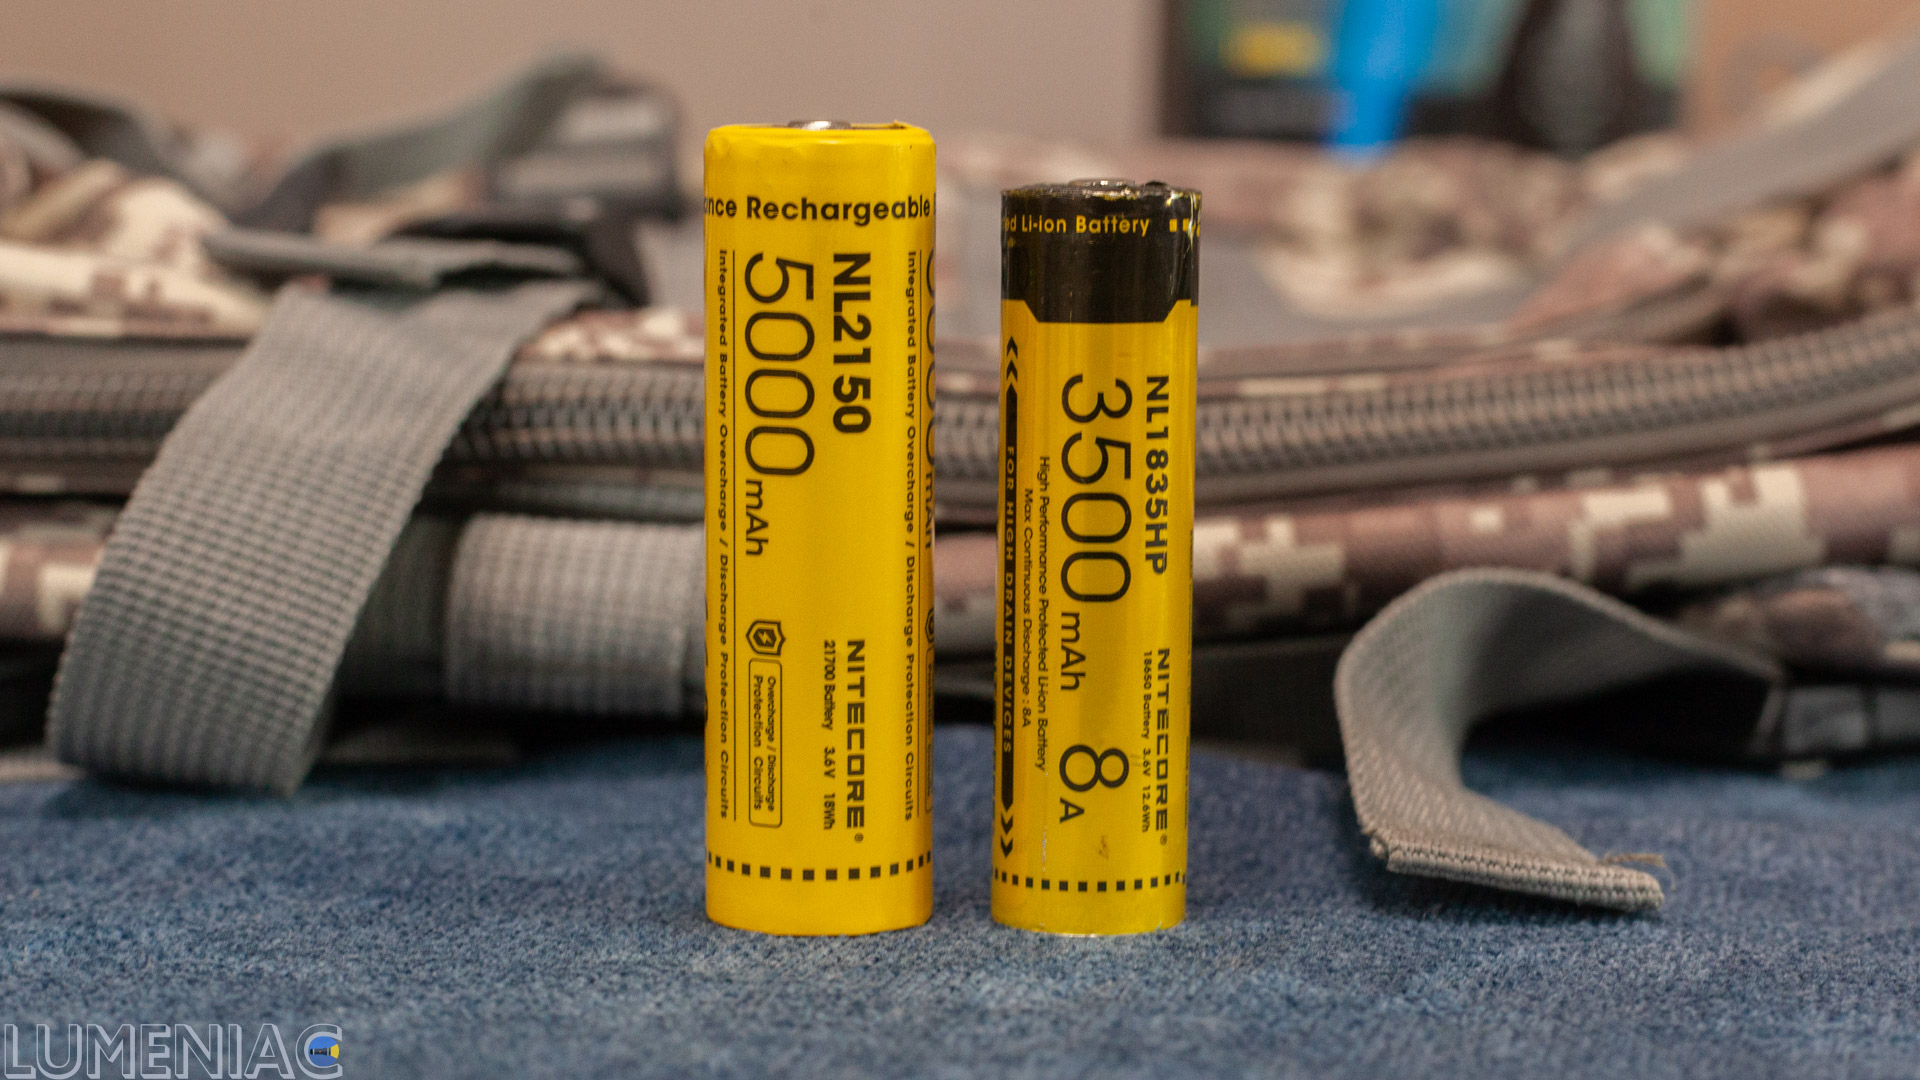 Rechargeable
NL2150
5000mAh
NITECORE®
21700 Battery 3.6V 18Wh
Overcharge / Discharge
Protection Circuits
Integrated Battery Overcharge / Discharge Protection Circuits
Integrated Battery Overcharge / Discharge Protection Circuits
Li-ion Battery
NL1835HP
3500mAh 8A
NITECORE®
18650 Battery 3.6V 12.6Wh
High Performance Protected Li-ion Battery
Max Continuous Discharge : 8A
FOR HIGH DRAIN DEVICES
LUMENIAC